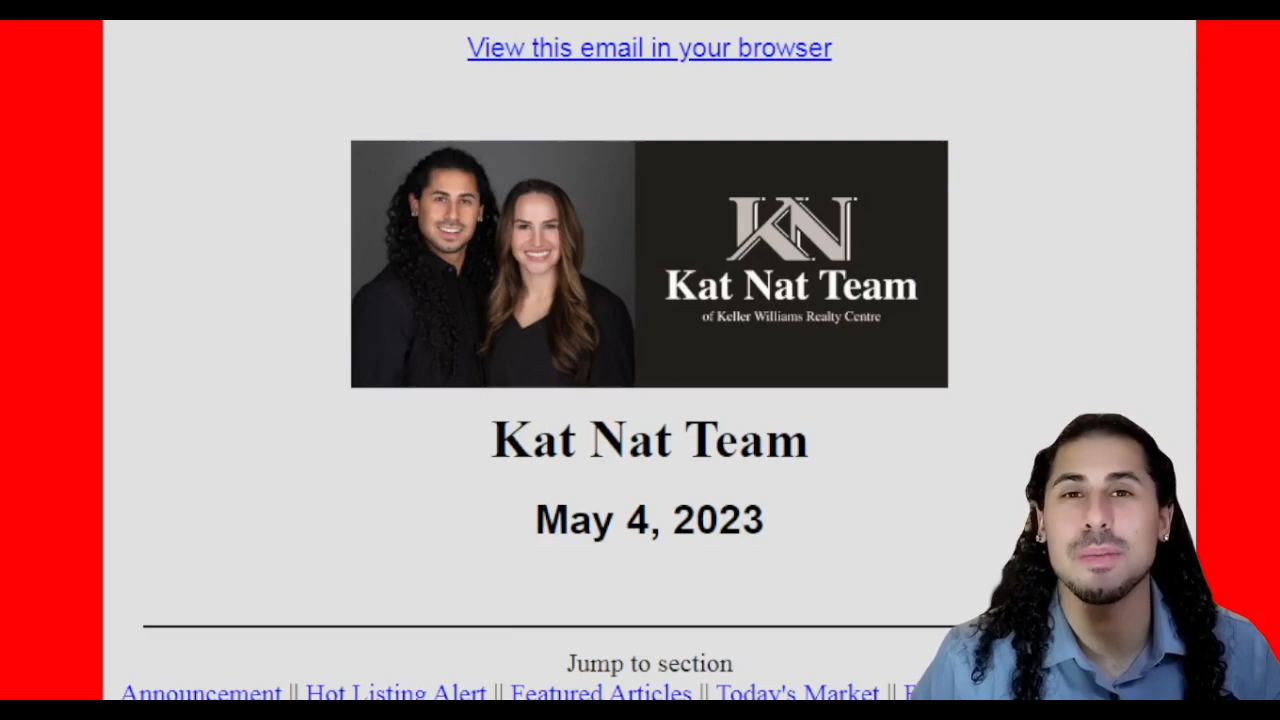 View this email in your browser
KN
Kat Nat Team
of Keller Williams Realty Centre
Kat Nat Team
May 4, 2023
Jump to section
Announcement || Hot Listing Alert || Featured Articles || Today's Market ||